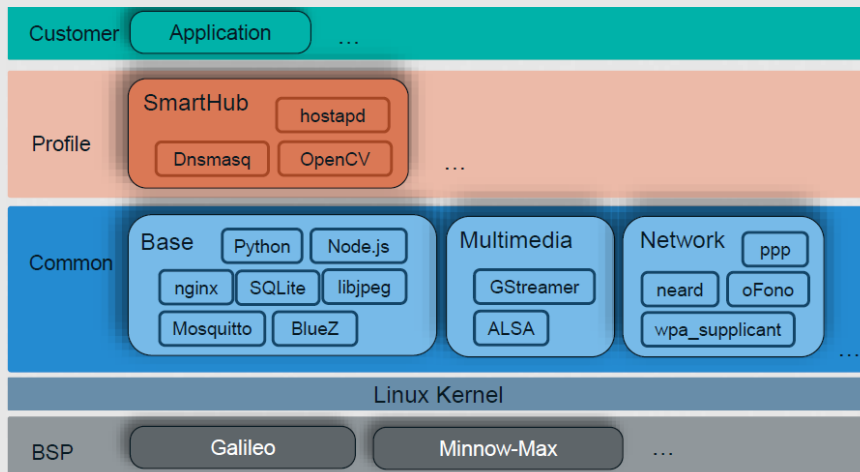 Customer
Application
...
Profile
SmartHub
hostapd
Dnsmasq
OpenCV
...
Common
Base
Python
Node.js
nginx
SQLite
libjpeg
Mosquitto
BlueZ
Multimedia
GStreamer
ALSA
Network
ppp
neard
oFono
wpa_supplicant
...
Linux Kernel
BSP
Galileo
Minnow-Max
...